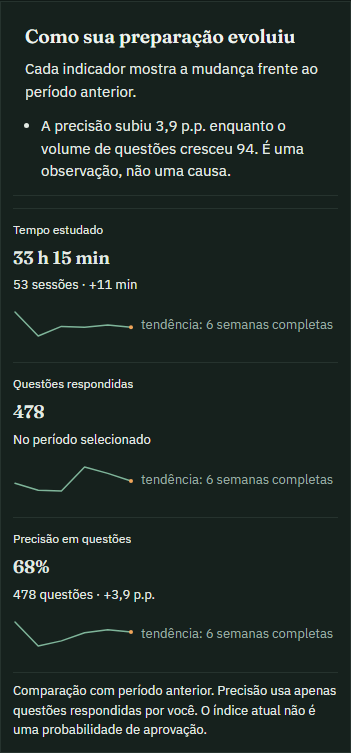 Como sua preparação evoluiu
Cada indicador mostra a mudança frente ao
período anterior.
• A precisão subiu 3,9 p.p. enquanto o
volume de questões cresceu 94. É uma
observação, não uma causa.
Tempo estudado
33 h 15 min
53 sessões · +11 min
tendência: 6 semanas completas
Questões respondidas
478
No período selecionado
tendência: 6 semanas completas
Precisão em questões
68%
478 questões · +3,9 p.p.
tendência: 6 semanas completas
Comparação com período anterior. Precisão usa apenas
questões respondidas por você. O índice atual não é
uma probabilidade de aprovação.